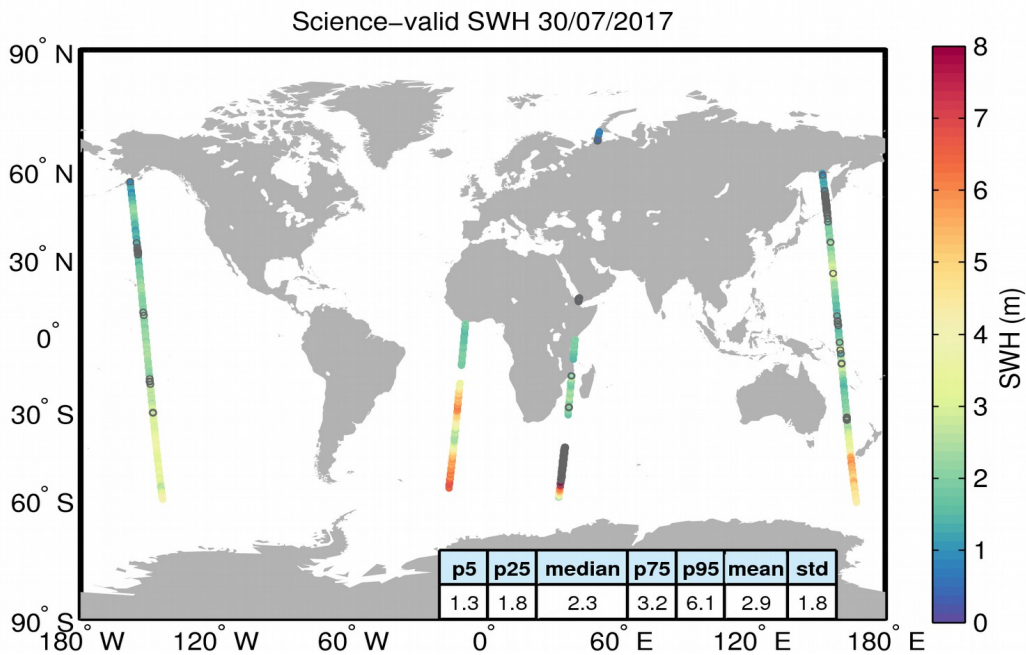 Science−valid SWH 30/07/2017
90° N
60° N
30° N
0°
30° S
60° S
90° S
180° W
120° W
60° W
0°
60° E
120° E
180° E
p5 p25 median p75 p95 mean std
1.3 1.8 2.3 3.2 6.1 2.9 1.8
8
7
6
5
4
3
2
1
0
SWH (m)